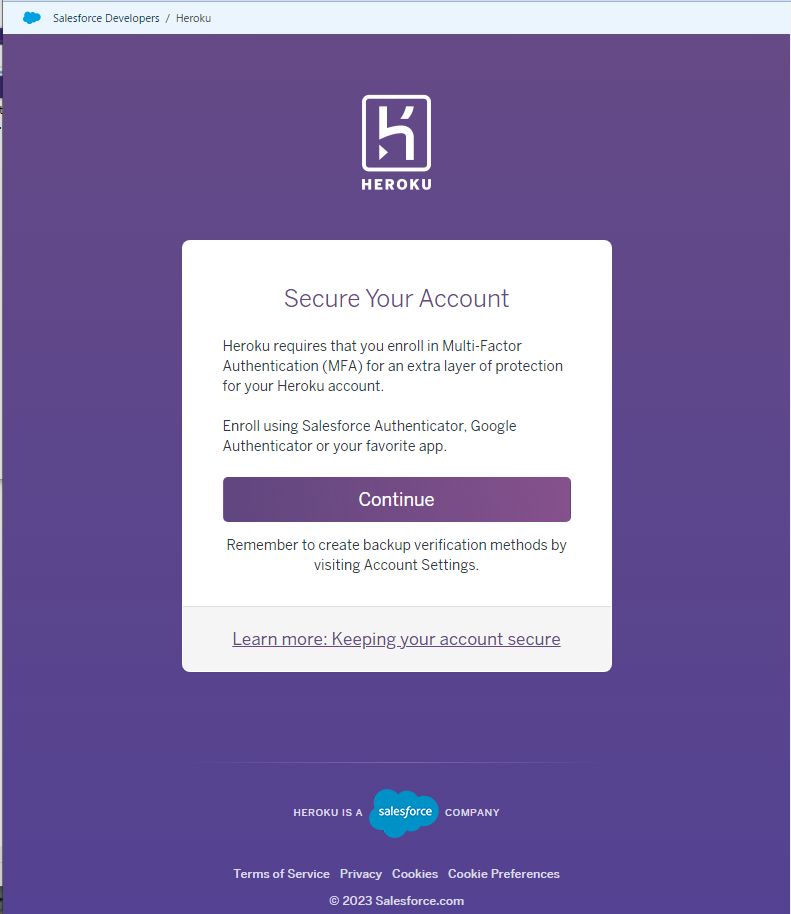 Salesforce Developers / Heroku
HEROKU
Secure Your Account
Heroku requires that you enroll in Multi-Factor
Authentication (MFA) for an extra layer of protection
for your Heroku account.
Enroll using Salesforce Authenticator, Google
Authenticator or your favorite app.
Continue
Remember to create backup verification methods by
visiting Account Settings.
Learn more: Keeping your account secure
HEROKU IS A salesforce COMPANY
Terms of Service Privacy Cookies Cookie Preferences
© 2023 Salesforce.com